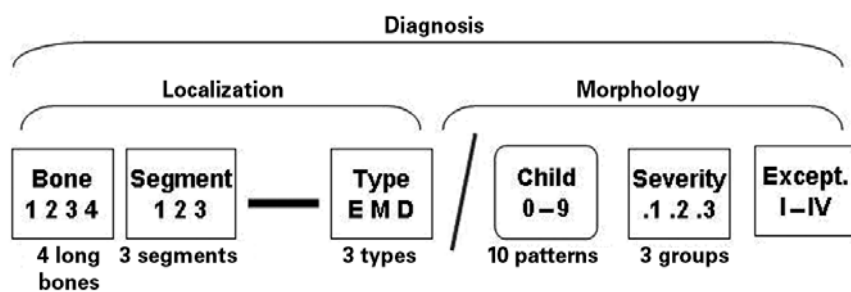 Diagnosis
Localization
Morphology
Bone
1 2 3 4
Segment
1 2 3
Type
E M D
/
Child
0–9
Severity
.1 .2 .3
Except.
I–IV
4 long
bones
3 segments
3 types
10 patterns
3 groups